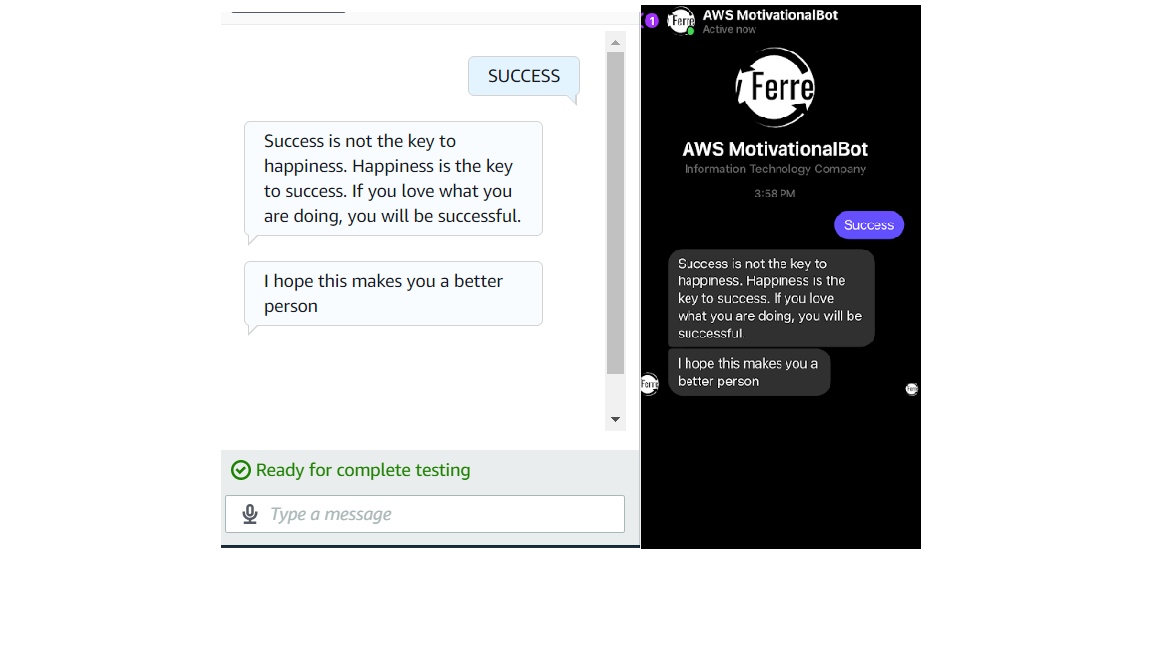 SUCCESS
Success is not the key to
happiness. Happiness is the key
to success. If you love what you
are doing, you will be successful.
I hope this makes you a better
person
Ready for complete testing
Type a message
1
Ferre
AWS MotivationalBot
Active now
Ferre
AWS MotivationalBot
Information Technology Company
3:58 PM
Success
Success is not the key to
happiness. Happiness is the
key to success. If you love
what you are doing, you will be
successful.
I hope this makes you a
better person
Ferre